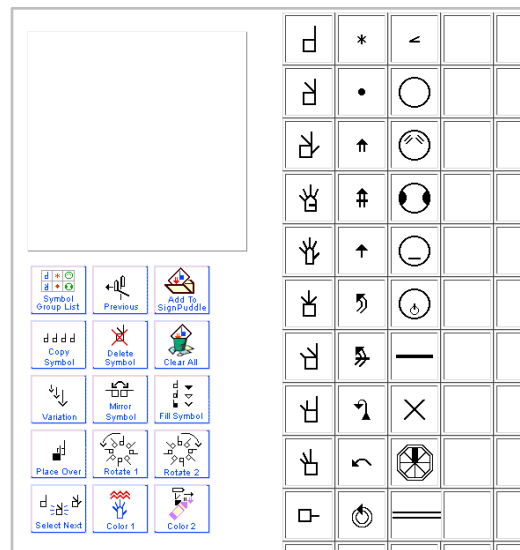 Symbol
Group List
Previous
Add To
SignPuddle
Copy
Symbol
Delete
Symbol
Clear All
Variation
Mirror
Symbol
Fill Symbol
Place Over
Rotate 1
Rotate 2
Select Next
Color 1
Color 2